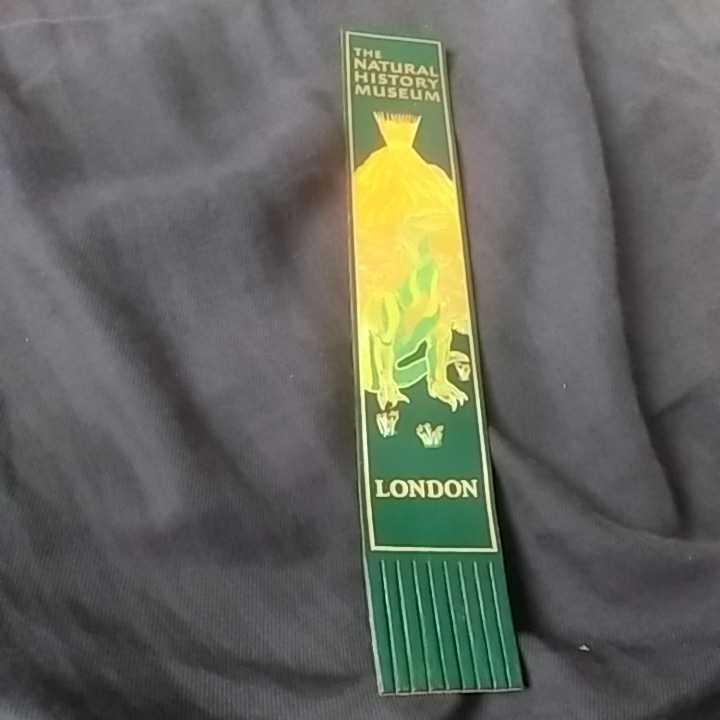 THE
NATURAL
HISTORY
MUSEUM
LONDON